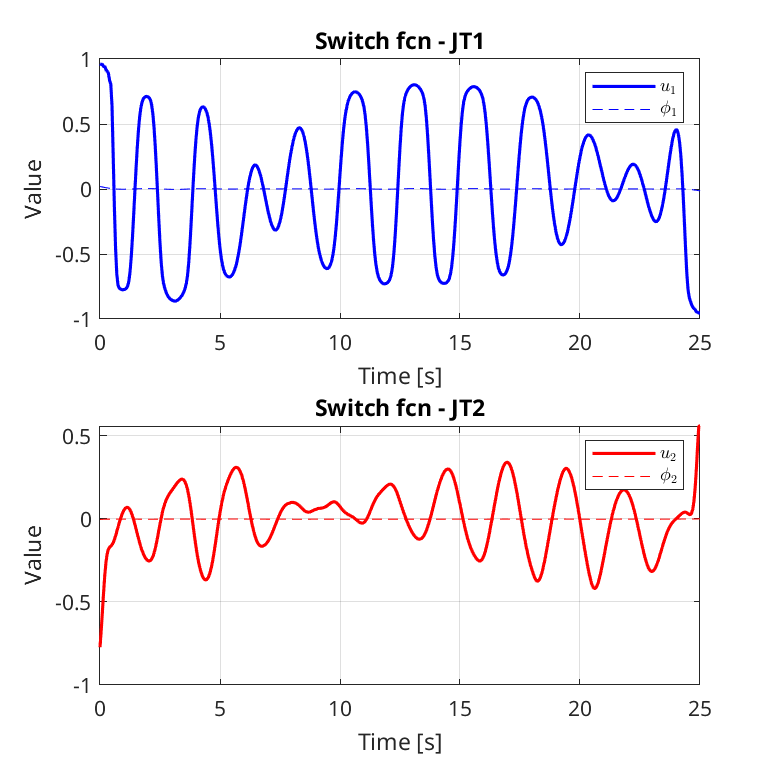 Switch fcn - JT1
1
0.5
0
-0.5
-1
Value
u₁
ϕ₁
0 5 10 15 20 25
Time [s]
Switch fcn - JT2
0.5
0
-0.5
-1
Value
u₂
ϕ₂
0 5 10 15 20 25
Time [s]